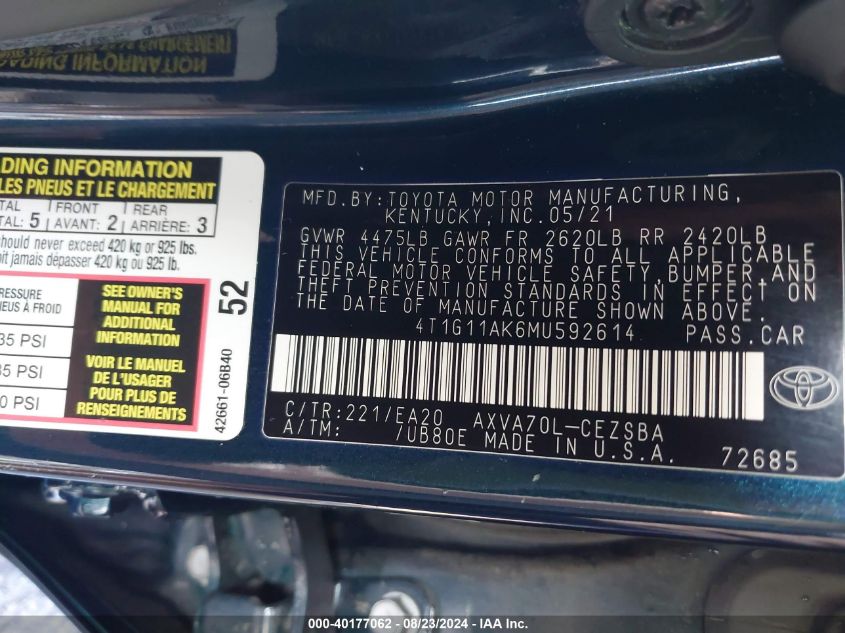 DING INFORMATION
LES PNEUS ET LE CHARGEMENT
TAL FRONT REAR
TAL: 5 AVANT: 2 ARRIÈRE: 3
hould never exceed 420 kg or 925 lbs.
oit jamais dépasser 420 kg ou 925 lb.
RESSURE
NEUS À FROID
35 PSI
35 PSI
0 PSI
SEE OWNER'S
MANUAL FOR
ADDITIONAL
INFORMATION
VOIR LE MANUEL
DE L'USAGER
POUR PLUS DE
RENSEIGNEMENTS
52
42661-06B40
MFD.BY:TOYOTA MOTOR MANUFACTURING,
KENTUCKY,INC.05/21
GVWR 4475LB GAWR FR 2620LB RR 2420LB
THIS VEHICLE CONFORMS TO ALL APPLICABLE
FEDERAL MOTOR VEHICLE SAFETY,BUMPER,AND
THEFT PREVENTION STANDARDS IN EFFECT ON
THE DATE OF MANUFACTURE SHOWN ABOVE.
4T1G11AK6MU592614 PASS.CAR
C/TR:221/EA20 AXVA70L-CEZSBA
A/TM: /UB80E MADE IN U.S.A.
72685
000-40177062 - 08/23/2024 - IAA Inc.